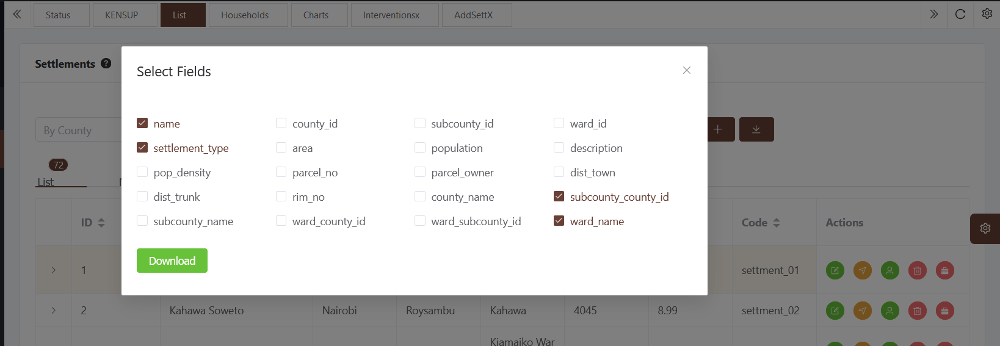 Status KENSUP List Households Charts Interventionsx AddSettX
Settlements ?
Select Fields
By County
name county_id subcounty_id ward_id
settlement_type area population description
pop_density parcel_no parcel_owner dist_town
dist_trunk rim_no county_name subcounty_county_id
subcounty_name ward_county_id ward_subcounty_id ward_name
Download
72
List
ID Code Actions
1 settment_01
2 Kahawa Soweto Nairobi Roysambu Kahawa 4045 8.99 settment_02
Kiamaiko War